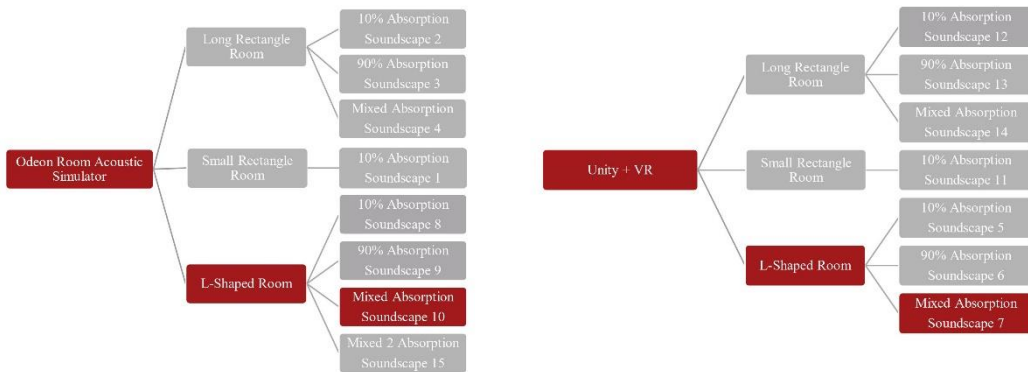 Odeon Room Acoustic
Simulator
Long Rectangle
Room
10% Absorption
Soundscape 2
90% Absorption
Soundscape 3
Mixed Absorption
Soundscape 4
Small Rectangle
Room
10% Absorption
Soundscape 1
L-Shaped Room
10% Absorption
Soundscape 8
90% Absorption
Soundscape 9
Mixed Absorption
Soundscape 10
Mixed 2 Absorption
Soundscape 15
Unity + VR
Long Rectangle
Room
10% Absorption
Soundscape 12
90% Absorption
Soundscape 13
Mixed Absorption
Soundscape 14
Small Rectangle
Room
10% Absorption
Soundscape 11
L-Shaped Room
10% Absorption
Soundscape 5
90% Absorption
Soundscape 6
Mixed Absorption
Soundscape 7